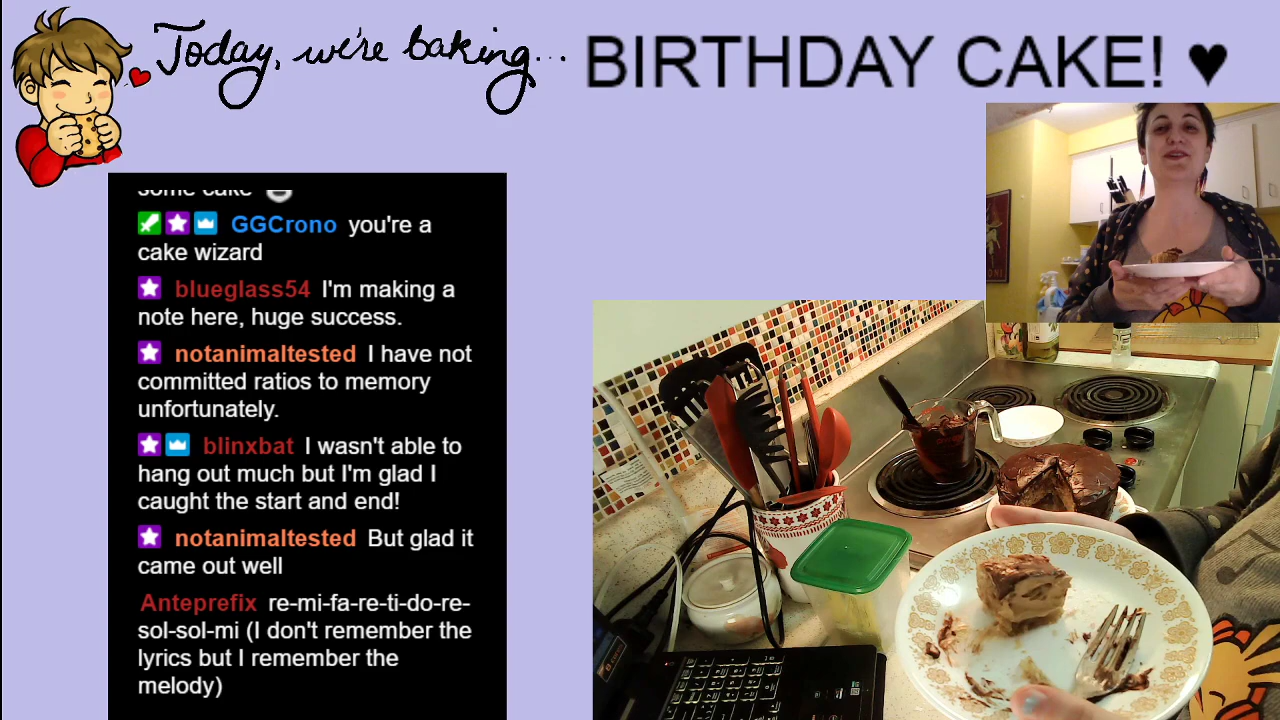 Today, we're baking... BIRTHDAY CAKE! ♥
some cake
GGCrono you're a
cake wizard
blueglass54 I'm making a
note here, huge success.
notanimaltested I have not
committed ratios to memory
unfortunately.
blinxbat I wasn't able to
hang out much but I'm glad I
caught the start and end!
notanimaltested But glad it
came out well
Anteprefix re-mi-fa-re-ti-do-re-
sol-sol-mi (I don't remember the
lyrics but I remember the
melody)